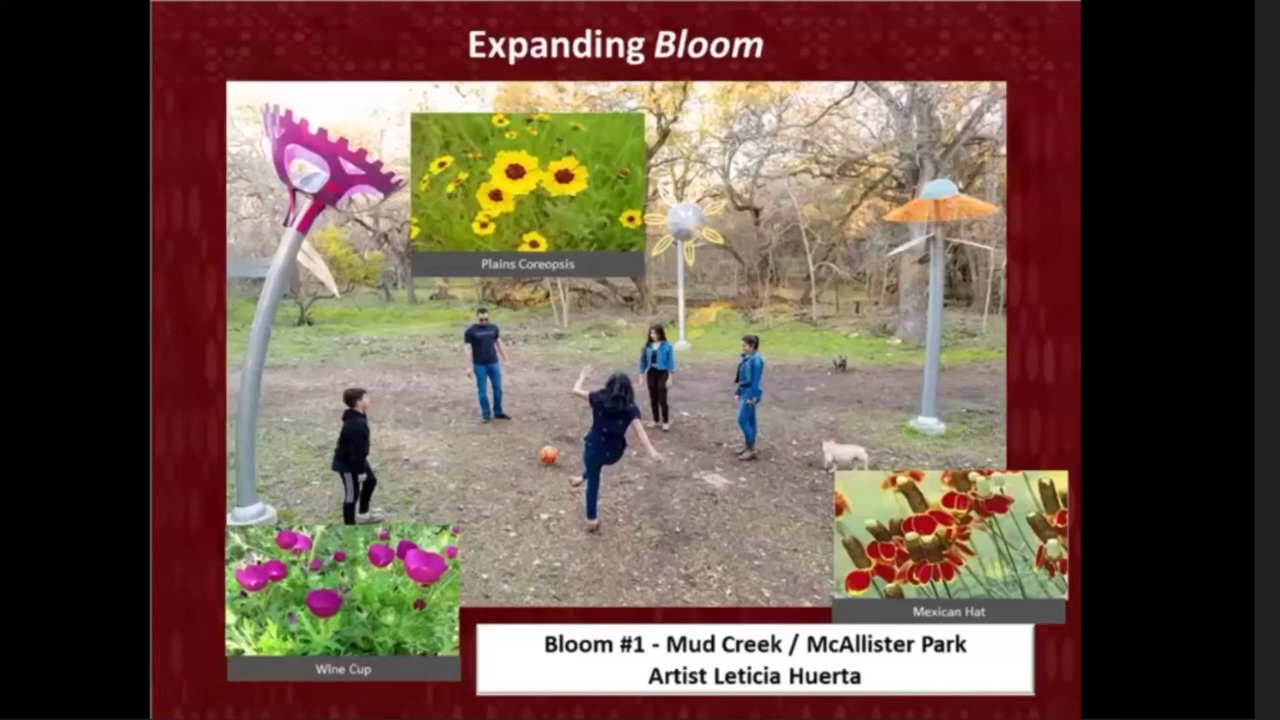 Expanding Bloom
Plains Coreopsis
Mexican Hat
Wine Cup
Bloom #1 - Mud Creek / McAllister Park
Artist Leticia Huerta